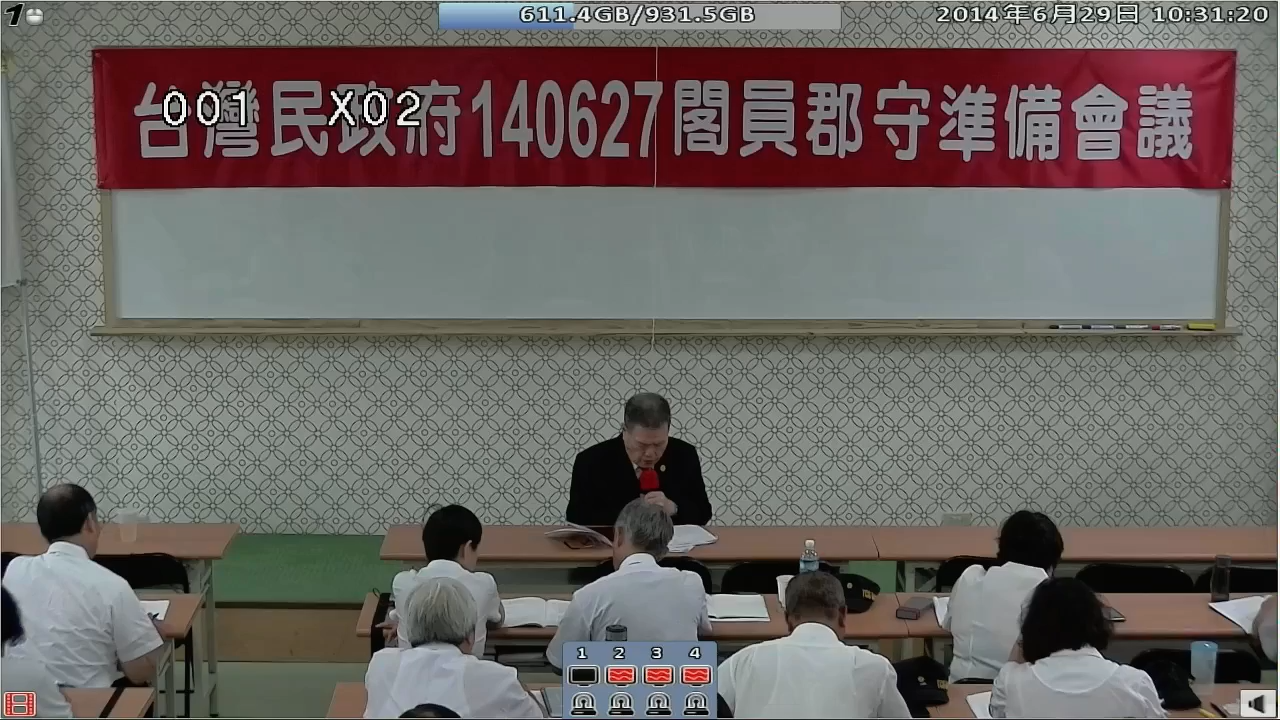 1
611.4GB/931.5GB
2014年6月29日 10:31:20
台灣民政府140627閣員郡守準備會議
001 X02
1 2 3 4